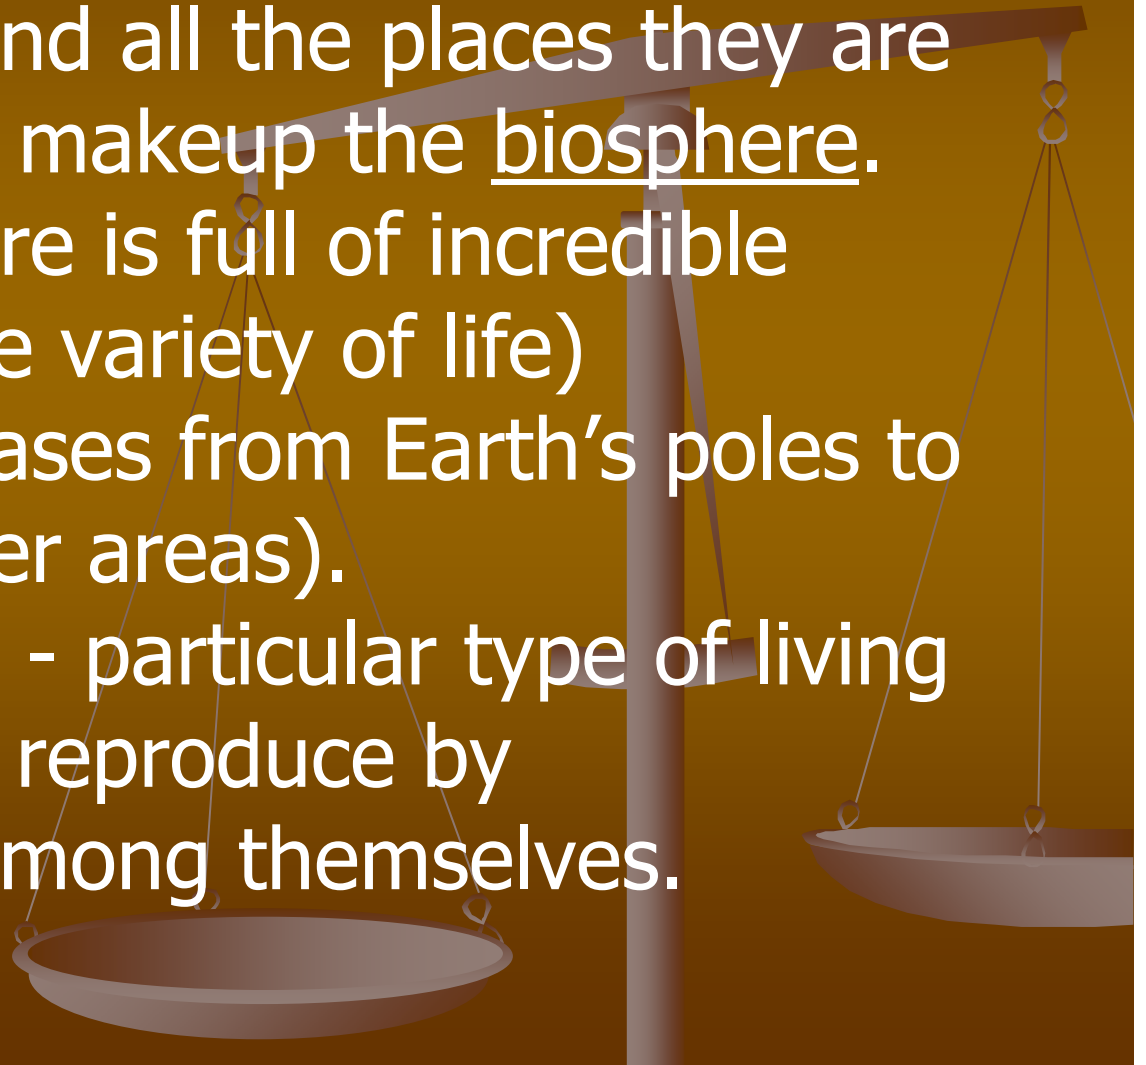 nd all the places they are
makeup the biosphere.
re is full of incredible
e variety of life)
ases from Earth’s poles to
er areas).
- particular type of living
reproduce by
mong themselves.